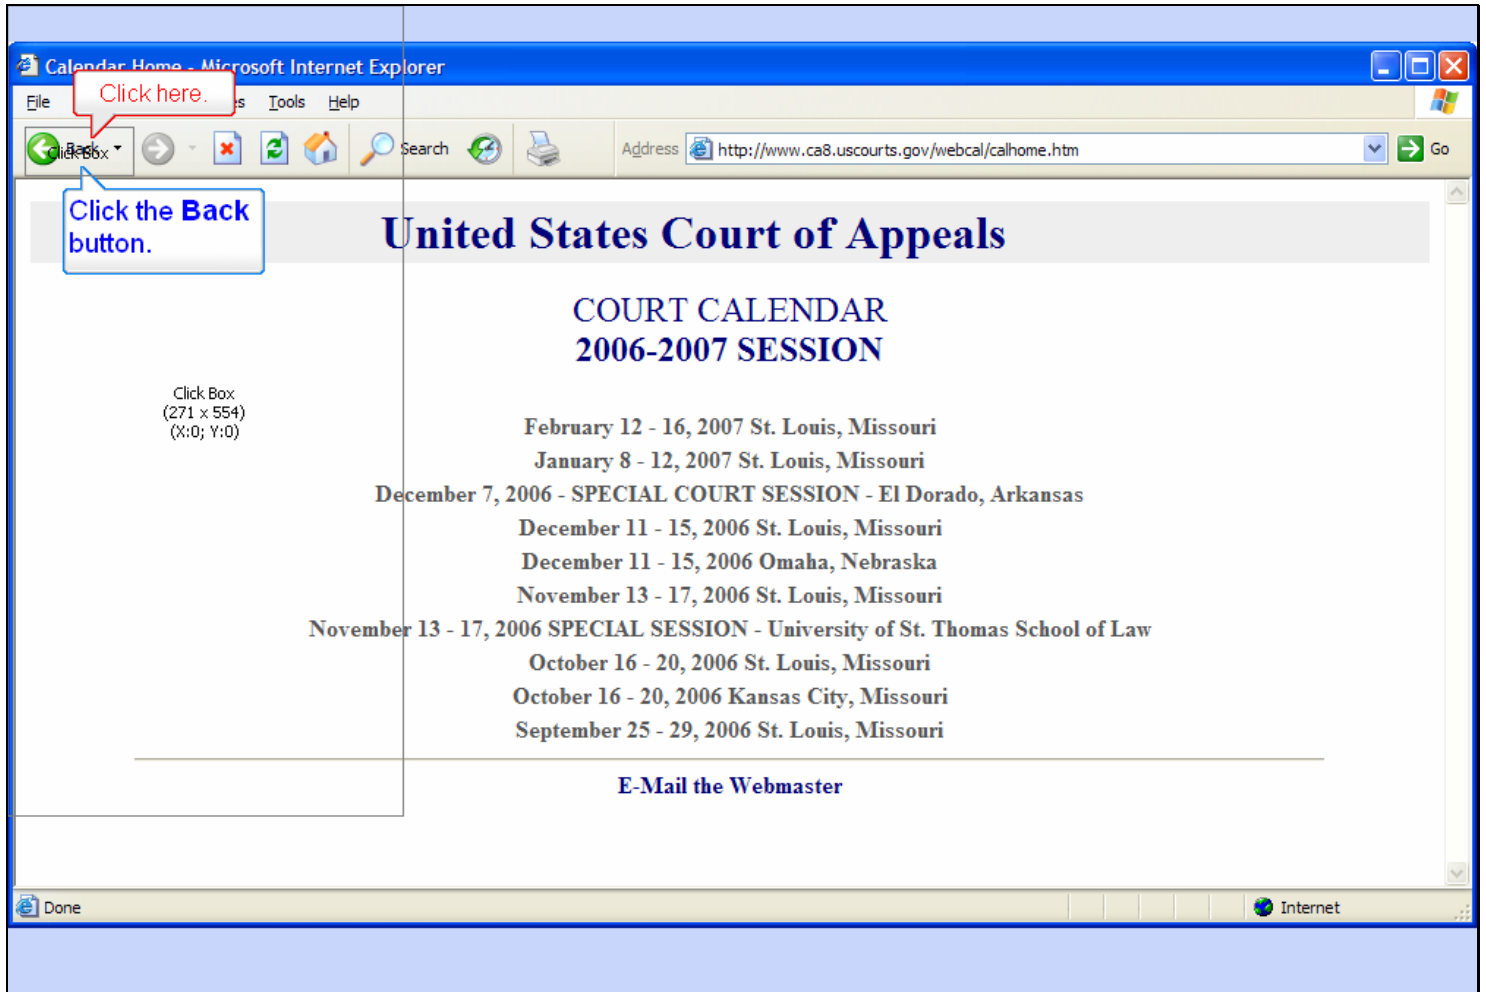 Calendar Home - Microsoft Internet Explorer
Click here.
File es Tools Help
Back Search Address http://www.ca8.uscourts.gov/webcal/calhome.htm Go
Click Box
Click the Back
button.
United States Court of Appeals
COURT CALENDAR
2006-2007 SESSION
Click Box
(271 x 554)
(X:0; Y:0)
February 12 - 16, 2007 St. Louis, Missouri
January 8 - 12, 2007 St. Louis, Missouri
December 7, 2006 - SPECIAL COURT SESSION - El Dorado, Arkansas
December 11 - 15, 2006 St. Louis, Missouri
December 11 - 15, 2006 Omaha, Nebraska
November 13 - 17, 2006 St. Louis, Missouri
November 13 - 17, 2006 SPECIAL SESSION - University of St. Thomas School of Law
October 16 - 20, 2006 St. Louis, Missouri
October 16 - 20, 2006 Kansas City, Missouri
September 25 - 29, 2006 St. Louis, Missouri
E-Mail the Webmaster
Done Internet